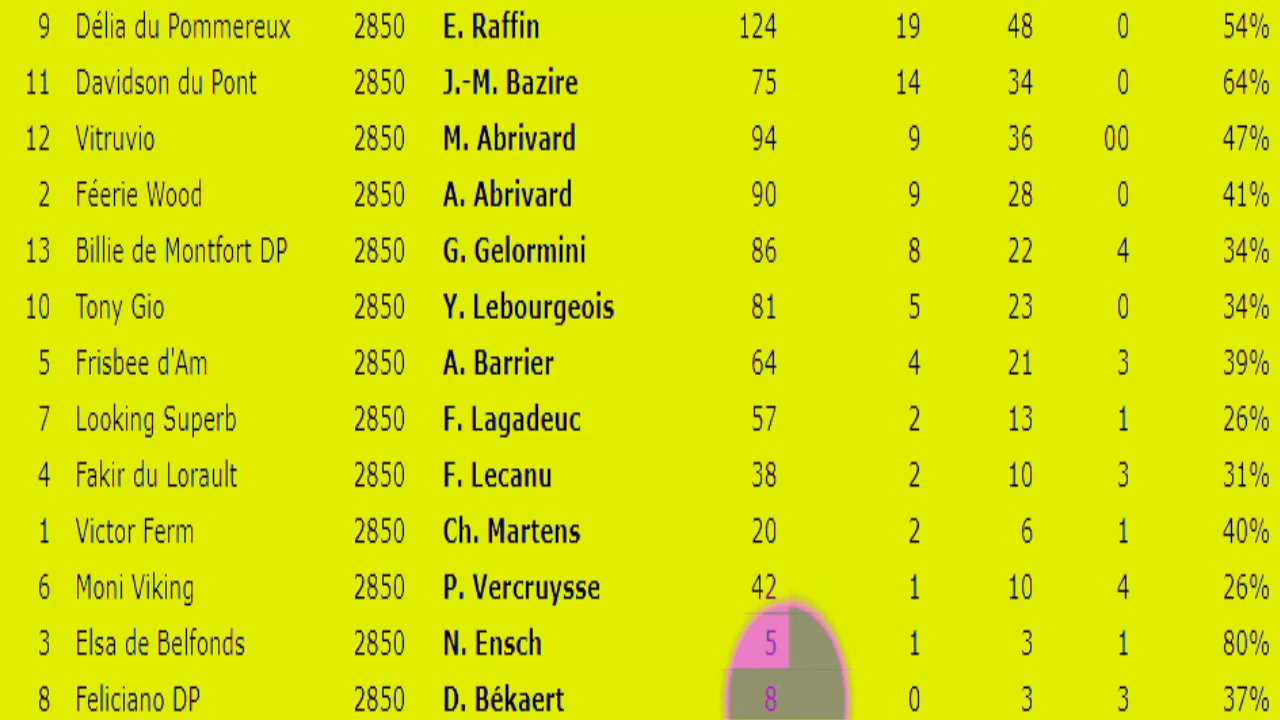 9 Délia du Pommereux 2850 E. Raffin 124 19 48 0 54%
11 Davidson du Pont 2850 J.-M. Bazire 75 14 34 0 64%
12 Vitruvio 2850 M. Abrivard 94 9 36 00 47%
2 Féerie Wood 2850 A. Abrivard 90 9 28 0 41%
13 Billie de Montfort DP 2850 G. Gelormini 86 8 22 4 34%
10 Tony Gio 2850 Y. Lebourgeois 81 5 23 0 34%
5 Frisbee d'Am 2850 A. Barrier 64 4 21 3 39%
7 Looking Superb 2850 F. Lagadeuc 57 2 13 1 26%
4 Fakir du Lorault 2850 F. Lecanu 38 2 10 3 31%
1 Victor Ferm 2850 Ch. Martens 20 2 6 1 40%
6 Moni Viking 2850 P. Vercruysse 42 1 10 4 26%
3 Elsa de Belfonds 2850 N. Ensch 5 1 3 1 80%
8 Feliciano DP 2850 D. Békaert 8 0 3 3 37%